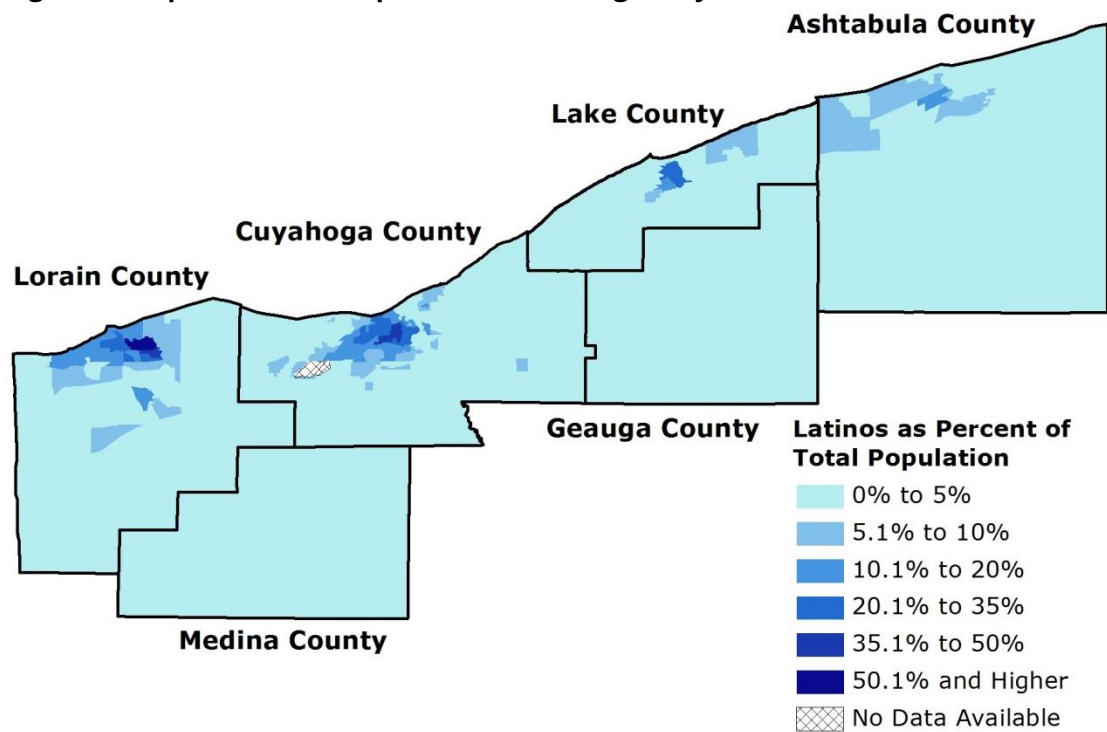 Ashtabula County
Lake County
Cuyahoga County
Lorain County
Geauga County
Medina County
Latinos as Percent of
Total Population
0% to 5%
5.1% to 10%
10.1% to 20%
20.1% to 35%
35.1% to 50%
50.1% and Higher
No Data Available